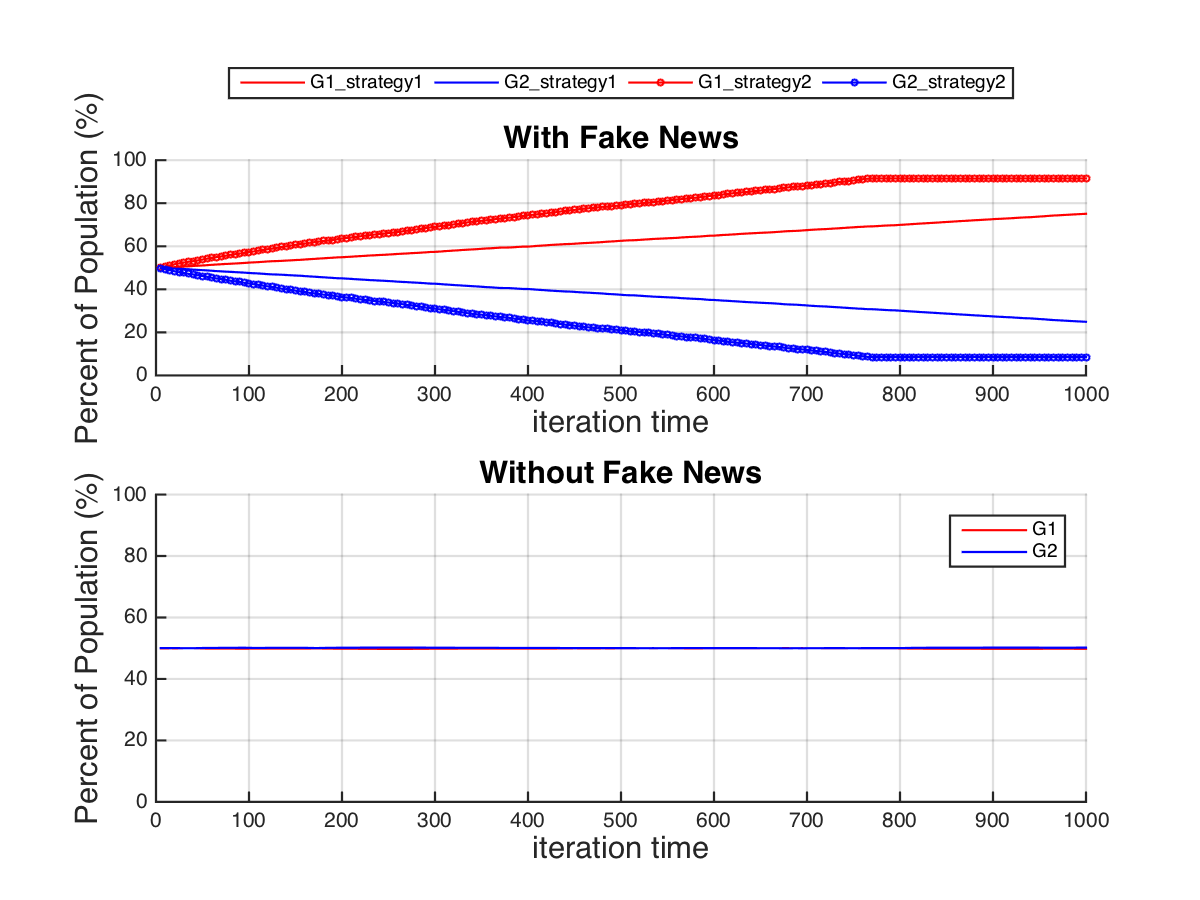 G1_strategy1 G2_strategy1 G1_strategy2 G2_strategy2
With Fake News
Percent of Population (%)
100
80
60
40
20
0
0 100 200 300 400 500 600 700 800 900 1000
iteration time
Without Fake News
Percent of Population (%)
100
80
60
40
20
0
G1
G2
0 100 200 300 400 500 600 700 800 900 1000
iteration time